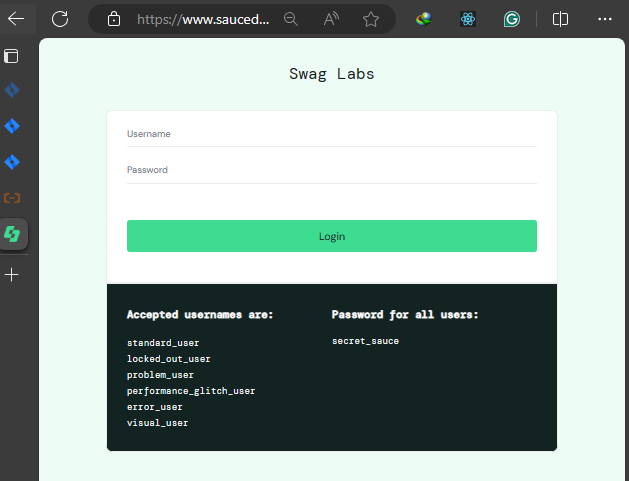 https://www.sauced...
Swag Labs
Username
Password
Login
Accepted usernames are:
standard_user
locked_out_user
problem_user
performance_glitch_user
error_user
visual_user
Password for all users:
secret_sauce